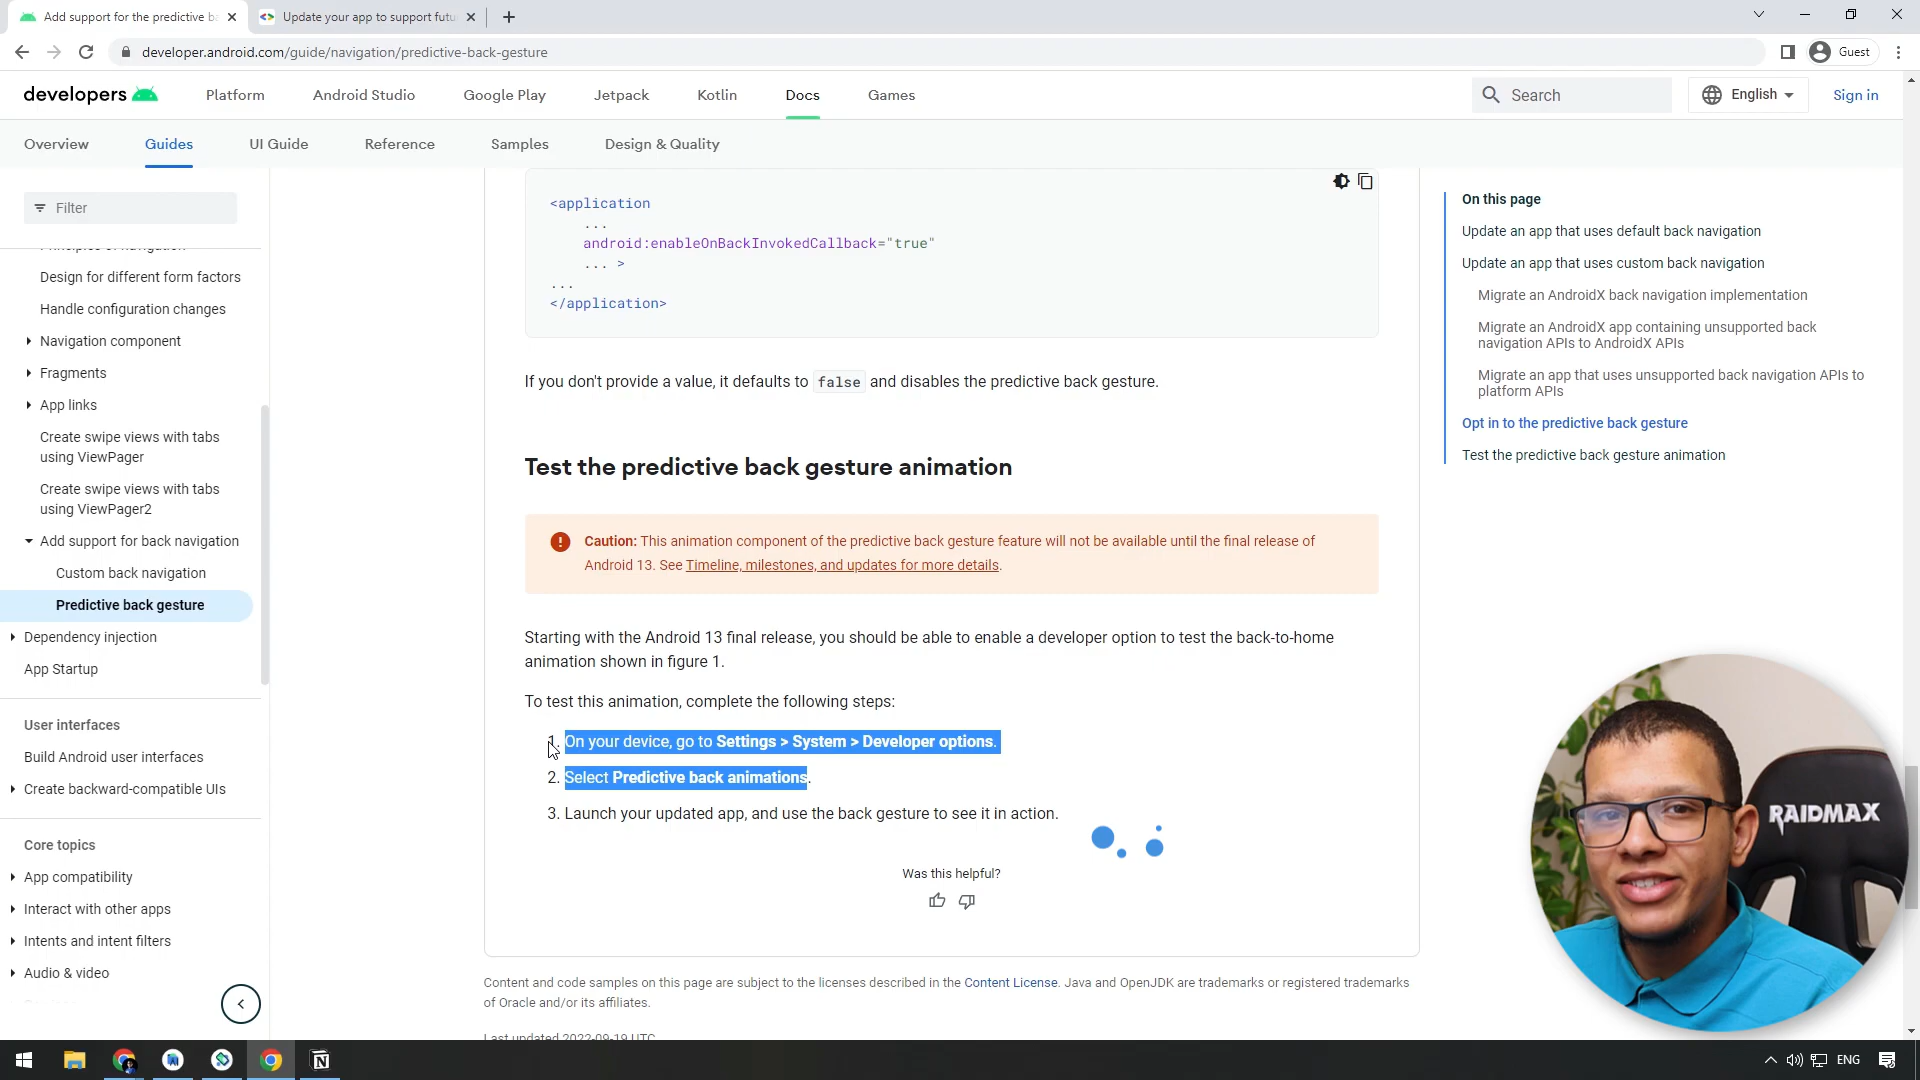 Add support for the predictive ba
Update your app to support futu
developer.android.com/guide/navigation/predictive-back-gesture
Guest
developers
Platform
Android Studio
Google Play
Jetpack
Kotlin
Docs
Games
Search
English
Sign in
Overview
Guides
UI Guide
Reference
Samples
Design & Quality
Filter
Design for different form factors
Handle configuration changes
Navigation component
Fragments
App links
Create swipe views with tabs
using ViewPager
Create swipe views with tabs
using ViewPager2
Add support for back navigation
Custom back navigation
Predictive back gesture
Dependency injection
App Startup
User interfaces
Build Android user interfaces
Create backward-compatible UIs
Core topics
App compatibility
Interact with other apps
Intents and intent filters
Audio & video
<application
...
android:enableOnBackInvokedCallback="true"
... >
...
</application>
If you don't provide a value, it defaults to false and disables the predictive back gesture.
Test the predictive back gesture animation
Caution: This animation component of the predictive back gesture feature will not be available until the final release of
Android 13. See Timeline, milestones, and updates for more details.
Starting with the Android 13 final release, you should be able to enable a developer option to test the back-to-home
animation shown in figure 1.
To test this animation, complete the following steps:
1. On your device, go to Settings > System > Developer options.
2. Select Predictive back animations.
3. Launch your updated app, and use the back gesture to see it in action.
Was this helpful?
Content and code samples on this page are subject to the licenses described in the Content License. Java and OpenJDK are trademarks or registered trademarks
of Oracle and/or its affiliates.
Last updated 2022-09-19 UTC
On this page
Update an app that uses default back navigation
Update an app that uses custom back navigation
Migrate an AndroidX back navigation implementation
Migrate an AndroidX app containing unsupported back
navigation APIs to AndroidX APIs
Migrate an app that uses unsupported back navigation APIs to
platform APIs
Opt in to the predictive back gesture
Test the predictive back gesture animation
RAIDMAX
ENG